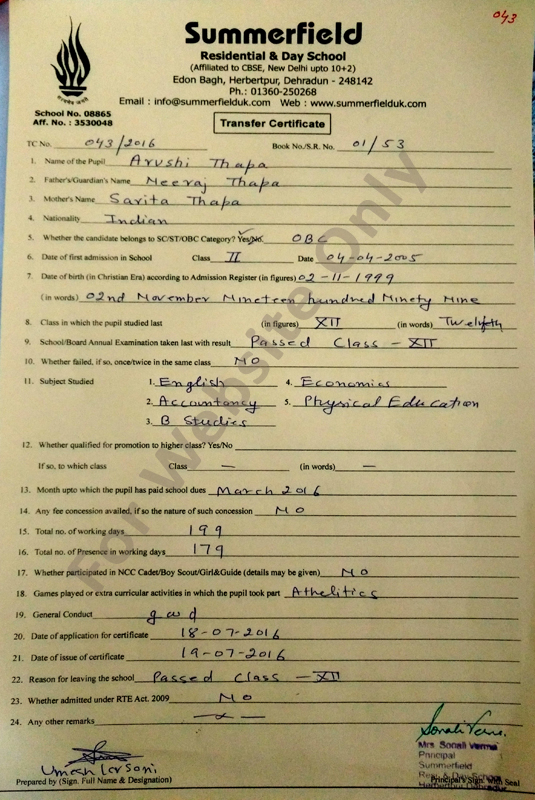 043
Summerfield
Residential & Day School
(Affiliated to CBSE, New Delhi upto 10+2)
Edon Bagh, Herbertpur, Dehradun - 248142
Ph.: 01360-250268
Email : info@summerfielduk.com Web : www.summerfielduk.com
School No. 08865
Aff. No. : 3530048
Transfer Certificate
TC No. 043/2016 Book No./S.R. No. 01/53
1. Name of the Pupil Arushi Thapa
2. Father's/Guardian's Name Neeraj Thapa
3. Mother's Name Sarita Thapa
4. Nationality Indian
5. Whether the candidate belongs to SC/ST/OBC Category? Yes/No. OBC
6. Date of first admission in School Class II Date 04-04-2005
7. Date of birth (in Christian Era) according to Admission Register (in figures) 02-11-1999
(in words) 02nd November Nineteen hundred Ninety Nine
8. Class in which the pupil studied last (in figures) XII (in words) Twelfeth
9. School/Board Annual Examination taken last with result Passed Class - XII
10. Whether failed, if so, once/twice in the same class NO
11. Subject Studied 1. English 4. Economics
2. Accountancy 5. Physical Education
3. B Studies
12. Whether qualified for promotion to higher class? Yes/No
If so, to which class Class — (in words) —
13. Month upto which the pupil has paid school dues March 2016
14. Any fee concession availed, if so the nature of such concession NO
15. Total no. of working days 199
16. Total no. of Presence in working days 179
17. Whether participated in NCC Cadet/Boy Scout/Girl&Guide (details may be given) NO
18. Games played or extra curricular activities in which the pupil took part Athelitics
19. General Conduct good
20. Date of application for certificate 18-07-2016
21. Date of issue of certificate 19-07-2016
22. Reason for leaving the school Passed Class - XII
23. Whether admitted under RTE Act. 2009 NO
24. Any other remarks —x—
Sonali Verma
Mrs. Sonali Verma
Principal
Summerfield
Resi. & Day School
Herbertpur, Dehradun
Principal's Sign. With Seal
Prepared by (Sign. Full Name & Designation)
For Website Only